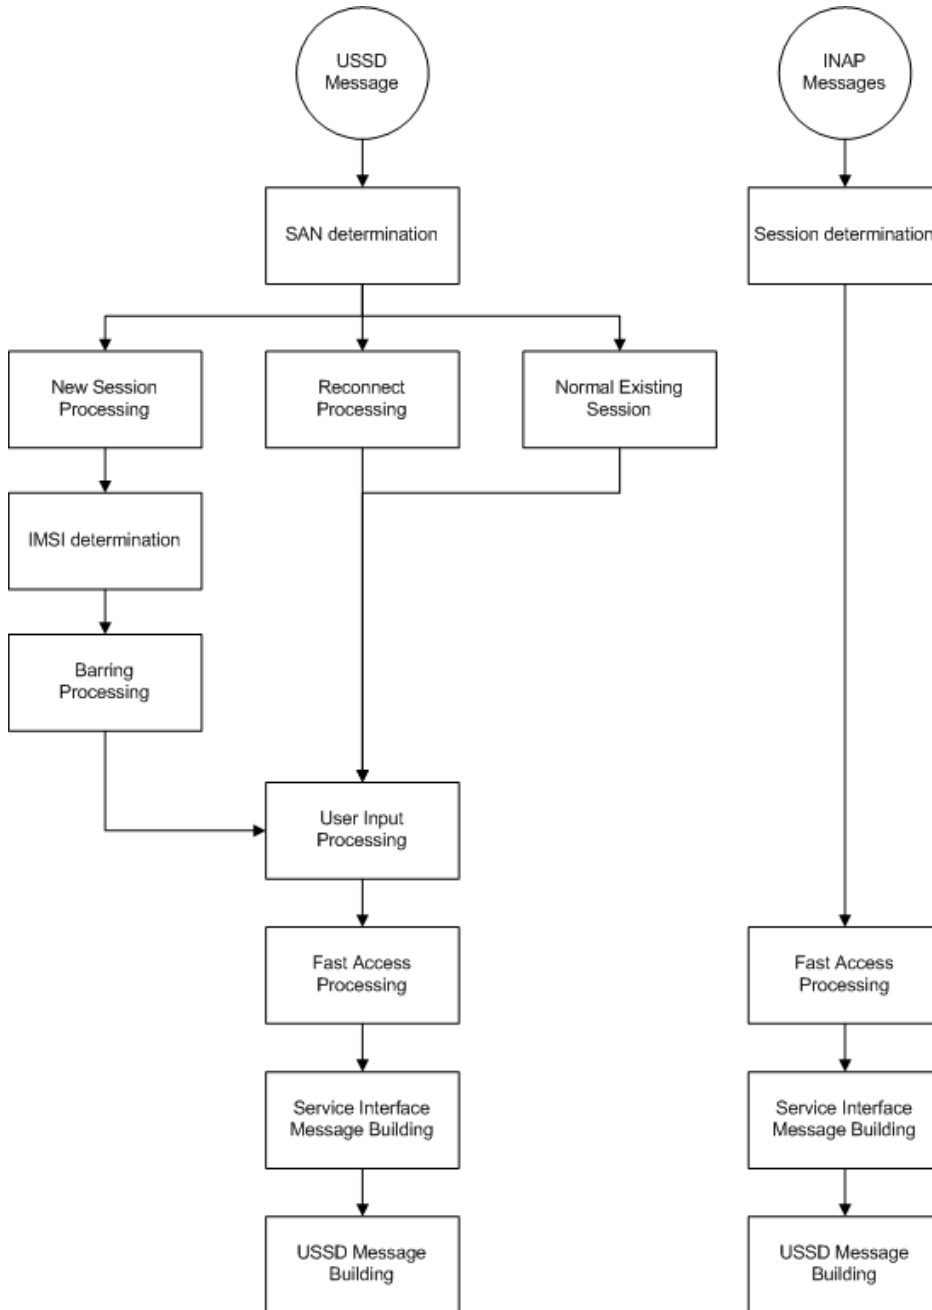 USSD
Message
INAP
Messages
SAN determination
Session determination
New Session
Processing
Reconnect
Processing
Normal Existing
Session
IMSI determination
Barring
Processing
User Input
Processing
Fast Access
Processing
Fast Access
Processing
Service Interface
Message Building
Service Interface
Message Building
USSD Message
Building
USSD Message
Building